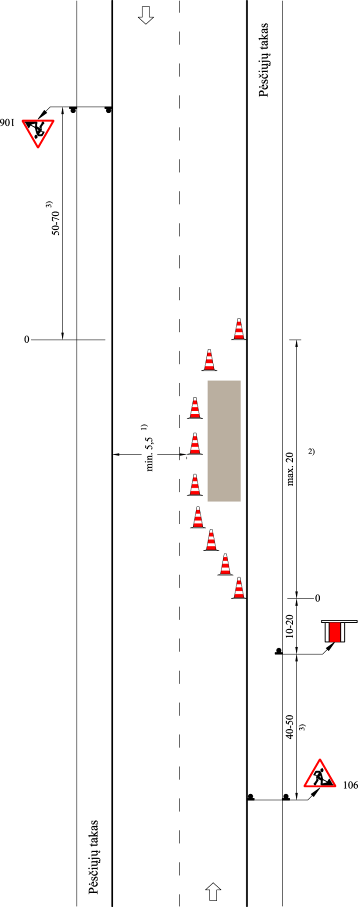 Pėsčiųjų takas
106
50-70 3)
0
min. 5,5 1)
max. 20 2)
0
10-20
40-50 3)
106
Pėsčiųjų takas